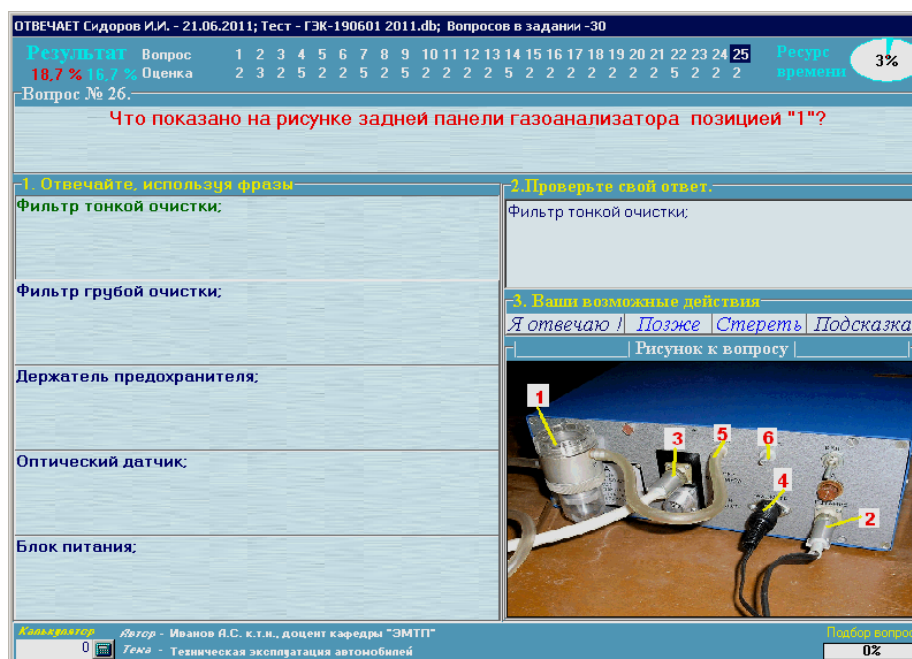 ОТВЕЧАЕТ Сидоров И.И. - 21.06.2011; Тест - ГЭК-190601 2011.db; Вопросов в задании -30
Результат Вопрос 1 2 3 4 5 6 7 8 9 10 11 12 13 14 15 16 17 18 19 20 21 22 23 24 25 Ресурс
18,7 % 16,7 % Оценка 2 3 2 5 2 2 5 2 5 2 2 2 2 5 2 2 2 2 2 2 2 5 2 2 2 времени 3%
Вопрос № 26.
Что показано на рисунке задней панели газоанализатора позицией "1"?
1. Отвечайте, используя фразы
Фильтр тонкой очистки;
Фильтр грубой очистки;
Держатель предохранителя;
Оптический датчик;
Блок питания;
2.Проверьте свой ответ.
Фильтр тонкой очистки;
3. Ваши возможные действия
Я отвечаю ! Позже Стереть Подсказка
Рисунок к вопросу
1
3
5
6
4
2
Калькулятор Автор - Иванов А.С. к.т.н., доцент кафедры "ЭМТП" Подбор вопрос
0 Тема - Техническая эксплуатация автомобилей 0%